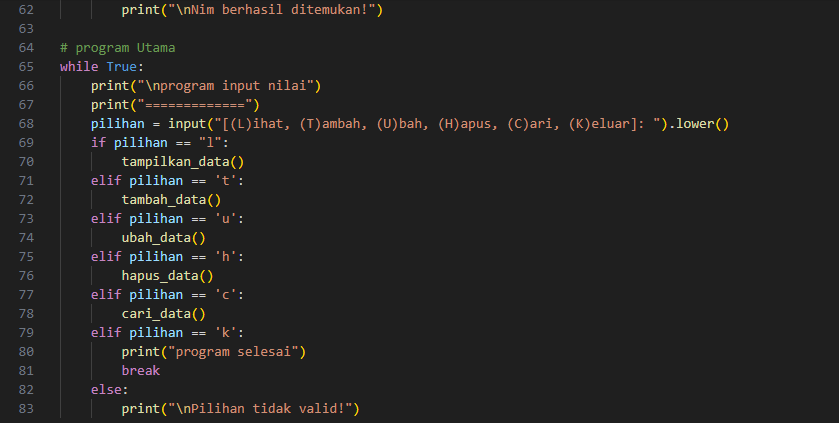 62 print("\nNim berhasil ditemukan!")
63
64 # program Utama
65 while True:
66     print("\nprogram input nilai")
67     print("=============")
68     pilihan = input("[(L)ihat, (T)ambah, (U)bah, (H)apus, (C)ari, (K)eluar]: ").lower()
69     if pilihan == "l":
70         tampilkan_data()
71     elif pilihan == 't':
72         tambah_data()
73     elif pilihan == 'u':
74         ubah_data()
75     elif pilihan == 'h':
76         hapus_data()
77     elif pilihan == 'c':
78         cari_data()
79     elif pilihan == 'k':
80         print("program selesai")
81         break
82     else:
83         print("\nPilihan tidak valid!")